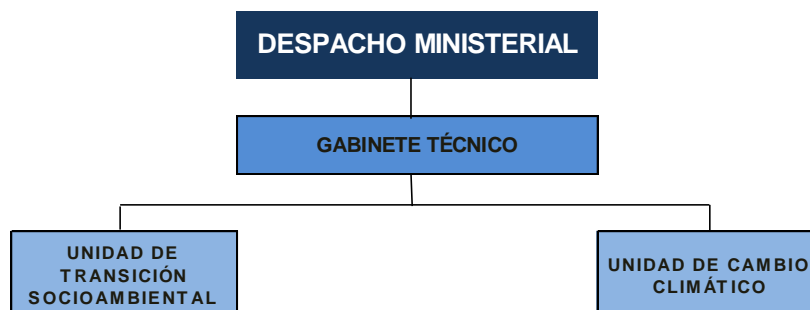 DESPACHO MINISTERIAL
GABINETE TÉCNICO
UNIDAD DE
TRANSICIÓN
SOCIOAMBIENTAL
UNIDAD DE CAMBIO
CLIMÁTICO